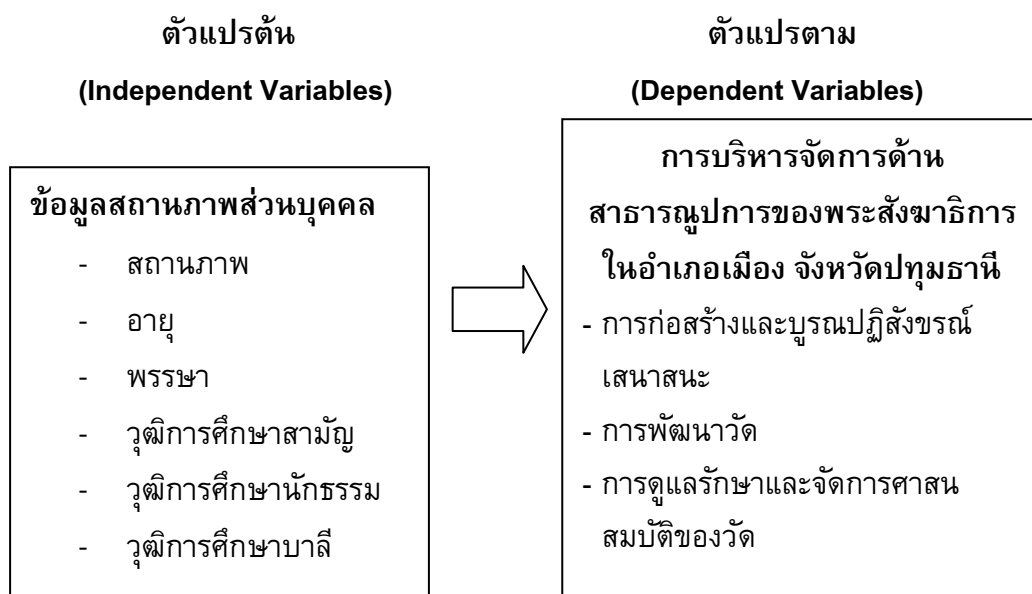 ตัวแปรต้น
(Independent Variables)
ข้อมูลสถานภาพส่วนบุคคล
- สถานภาพ
- อายุ
- พรรษา
- วุฒิการศึกษาสามัญ
- วุฒิการศึกษานักธรรม
- วุฒิการศึกษาบาลี
ตัวแปรตาม
(Dependent Variables)
การบริหารจัดการด้าน
สาธารณูปการของพระสังฆาธิการ
ในอำเภอเมือง จังหวัดปทุมธานี
- การก่อสร้างและบูรณปฏิสังขรณ์
เสนาสนะ
- การพัฒนาวัด
- การดูแลรักษาและจัดการศาสน
สมบัติของวัด